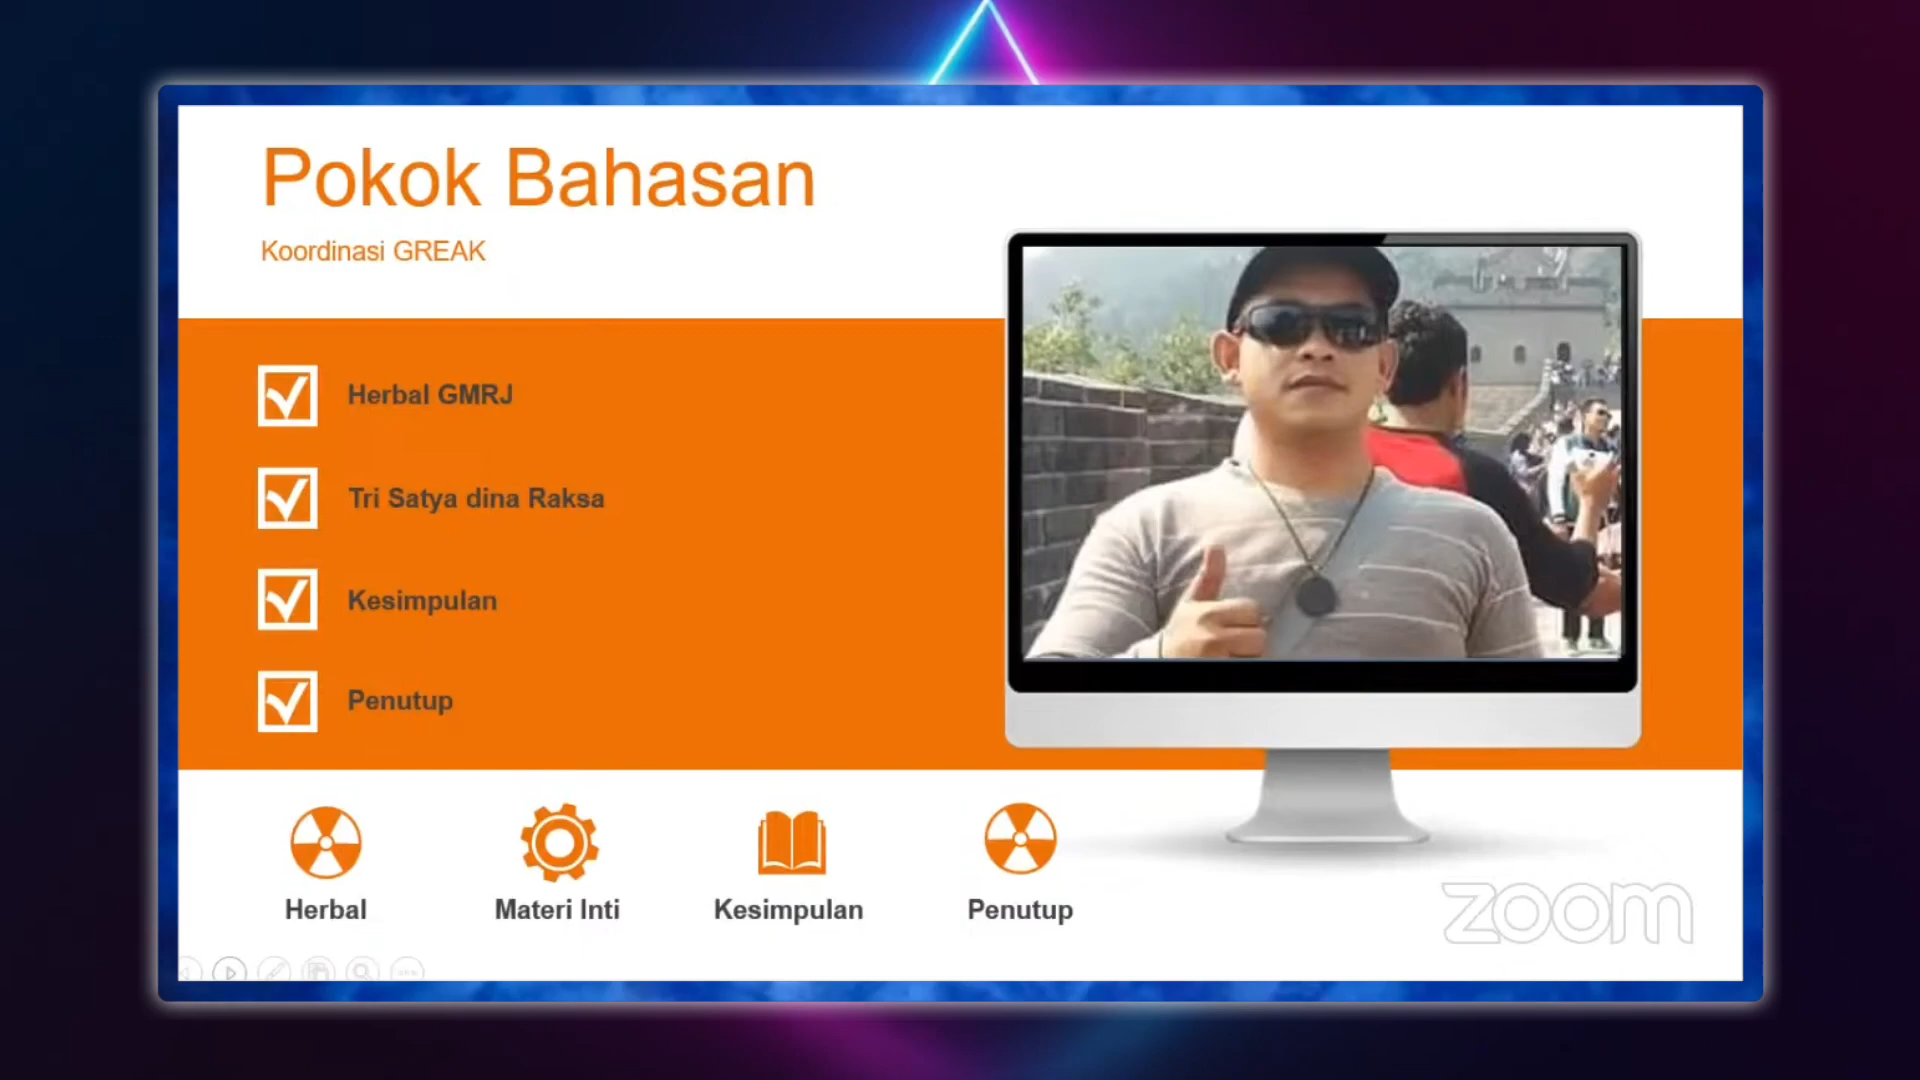 Pokok Bahasan
Koordinasi GREAK
Herbal GMRJ
Tri Satya dina Raksa
Kesimpulan
Penutup
Herbal
Materi Inti
Kesimpulan
Penutup
zoom